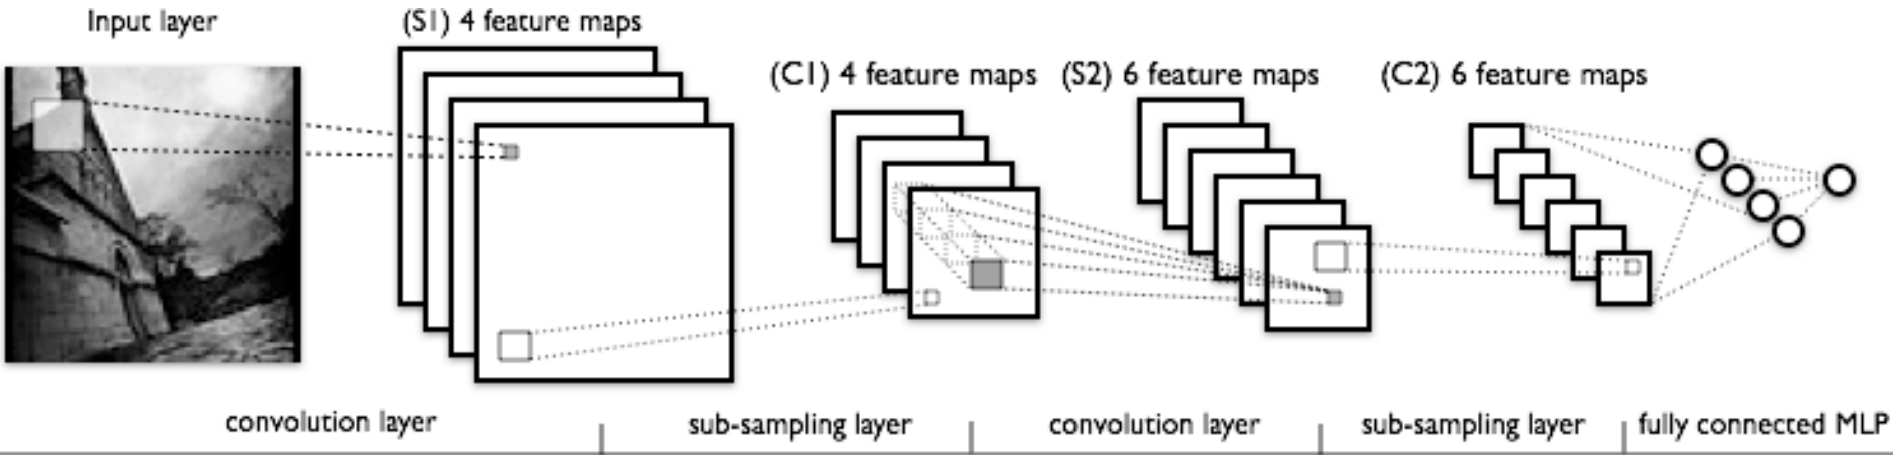 Input layer
(S1) 4 feature maps
(C1) 4 feature maps
(S2) 6 feature maps
(C2) 6 feature maps
convolution layer
sub-sampling layer
convolution layer
sub-sampling layer
fully connected MLP